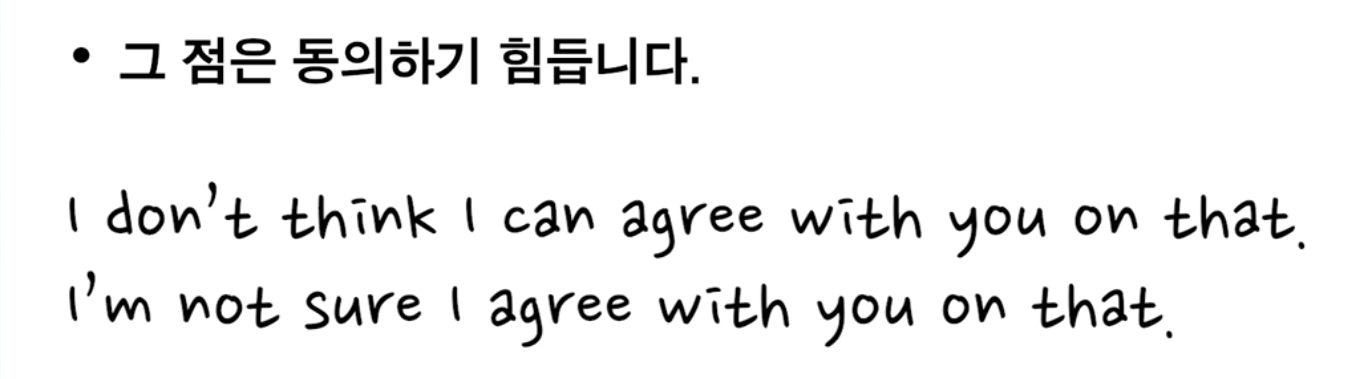 • 그 점은 동의하기 힘듭니다.
I don't think I can agree with you on that.
I'm not sure I agree with you on that.